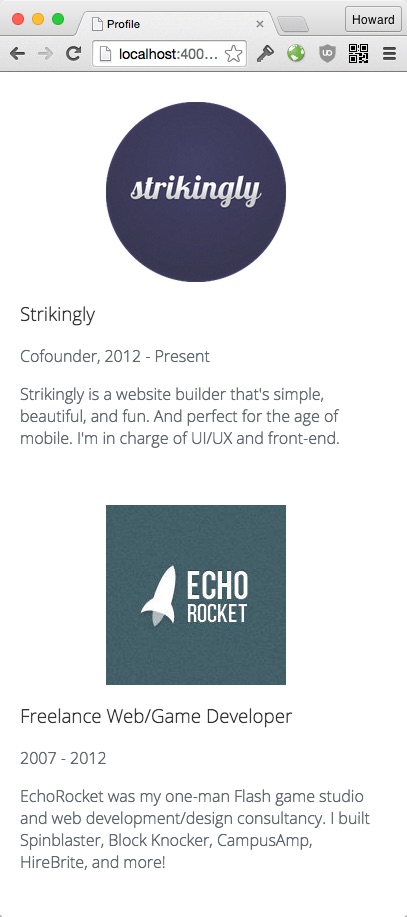 Profile
Howard
localhost:400...
UD
strikingly
Strikingly
Cofounder, 2012 - Present
Strikingly is a website builder that's simple,
beautiful, and fun. And perfect for the age of
mobile. I'm in charge of UI/UX and front-end.
ECHO
ROCKET
Freelance Web/Game Developer
2007 - 2012
EchoRocket was my one-man Flash game studio
and web development/design consultancy. I built
Spinblaster, Block Knocker, CampusAmp,
HireBrite, and more!